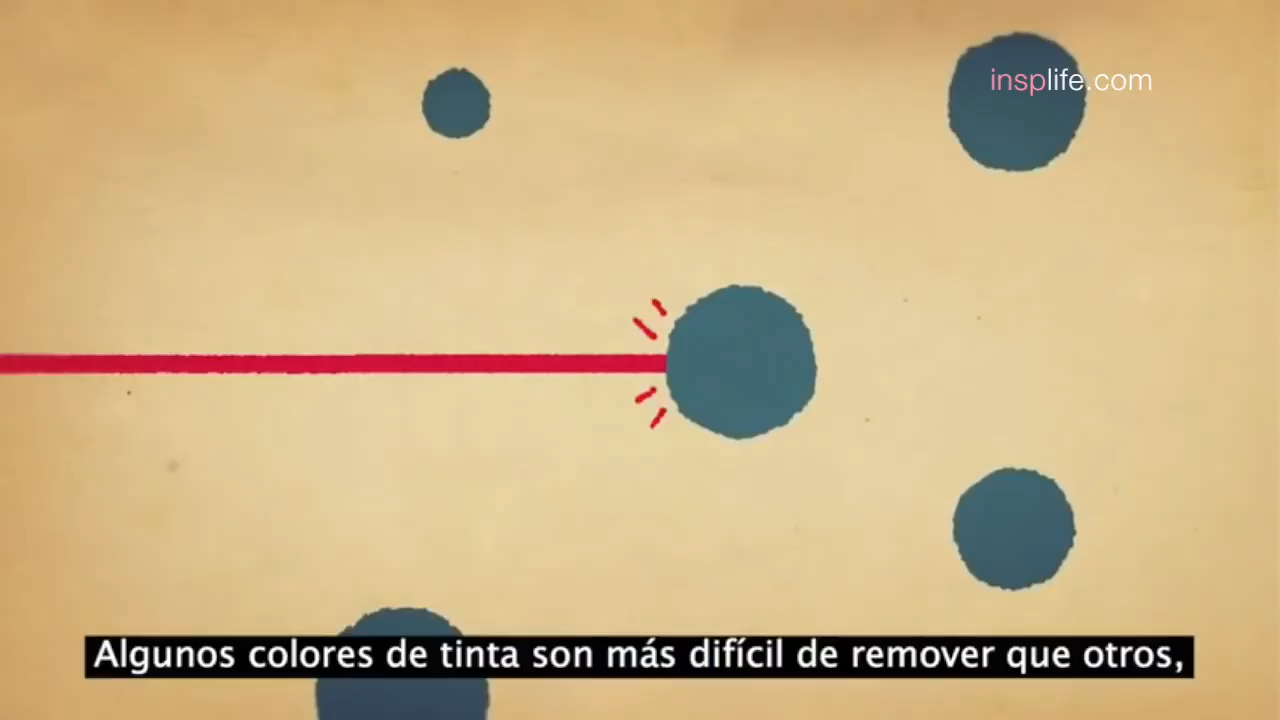 insplife.com
Algunos colores de tinta son más difícil de remover que otros,